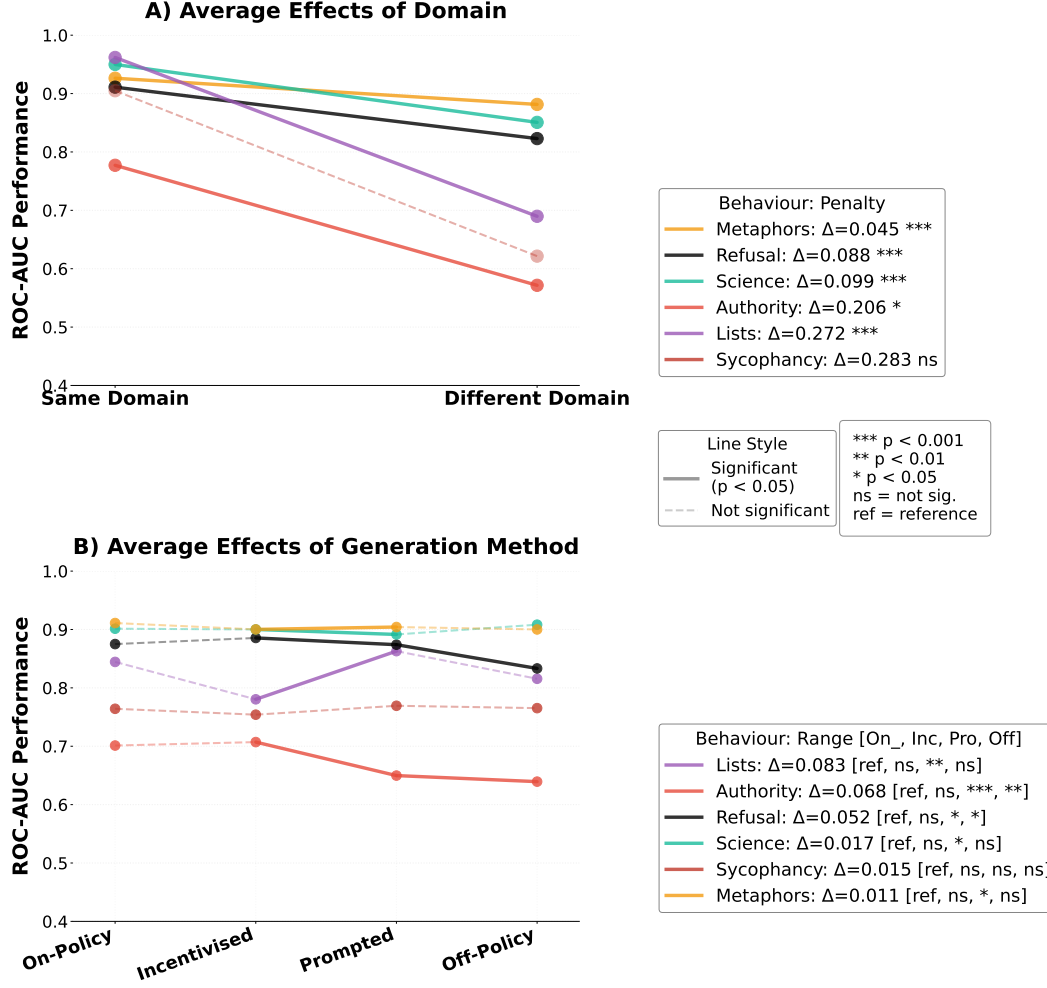 A) Average Effects of Domain
ROC-AUC Performance
1.0
0.9
0.8
0.7
0.6
0.5
0.4
Same Domain
Different Domain
Behaviour: Penalty
Metaphors: Δ=0.045 ***
Refusal: Δ=0.088 ***
Science: Δ=0.099 ***
Authority: Δ=0.206 *
Lists: Δ=0.272 ***
Sycophancy: Δ=0.283 ns
Line Style
Significant
(p < 0.05)
Not significant
*** p < 0.001
** p < 0.01
* p < 0.05
ns = not sig.
ref = reference
B) Average Effects of Generation Method
ROC-AUC Performance
1.0
0.9
0.8
0.7
0.6
0.5
0.4
On-Policy
Incentivised
Prompted
Off-Policy
Behaviour: Range [On_, Inc, Pro, Off]
Lists: Δ=0.083 [ref, ns, **, ns]
Authority: Δ=0.068 [ref, ns, ***, **]
Refusal: Δ=0.052 [ref, ns, *, *]
Science: Δ=0.017 [ref, ns, *, ns]
Sycophancy: Δ=0.015 [ref, ns, ns, ns]
Metaphors: Δ=0.011 [ref, ns, *, ns]